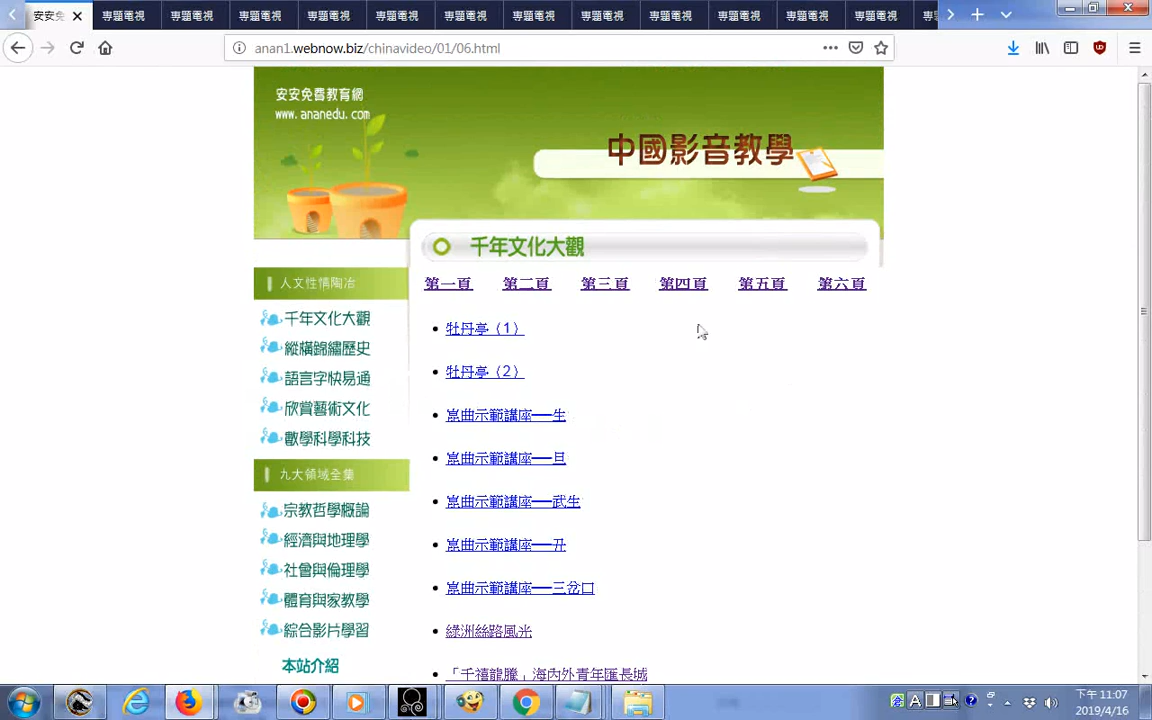 安安免
專題電視
專題電視
專題電視
專題電視
專題電視
專題電視
專題電視
專題電視
專題電視
專題電視
專題電視
專題電視
anan1.webnow.biz/chinavideo/01/06.html
安安免費教育網
www.ananedu.com
中國影音教學
千年文化大觀
第一頁 第二頁 第三頁 第四頁 第五頁 第六頁
人文性情陶冶
千年文化大觀
縱橫錦繡歷史
語言字快易通
欣賞藝術文化
數學科學科技
九大領域全集
宗教哲學概論
經濟與地理學
社會與倫理學
體育與家教學
綜合影片學習
本站介紹
牡丹亭（1）
牡丹亭（2）
崑曲示範講座──生
崑曲示範講座──旦
崑曲示範講座──武生
崑曲示範講座──丑
崑曲示範講座──三岔口
綠洲絲路風光
「千禧龍騰」海內外青年匯長城
下午 11:07
2019/4/16